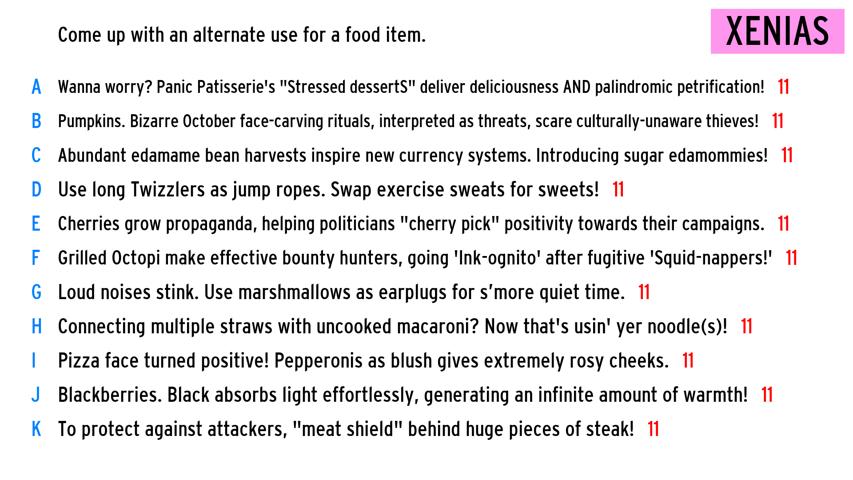 Come up with an alternate use for a food item.
XENIAS
A Wanna worry? Panic Patisserie's "Stressed dessertS" deliver deliciousness AND palindromic petrification! 11
B Pumpkins. Bizarre October face-carving rituals, interpreted as threats, scare culturally-unaware thieves! 11
C Abundant edamame bean harvests inspire new currency systems. Introducing sugar edamommies! 11
D Use long Twizzlers as jump ropes. Swap exercise sweats for sweets! 11
E Cherries grow propaganda, helping politicians "cherry pick" positivity towards their campaigns. 11
F Grilled Octopi make effective bounty hunters, going 'Ink-ognito' after fugitive 'Squid-nappers!' 11
G Loud noises stink. Use marshmallows as earplugs for s'more quiet time. 11
H Connecting multiple straws with uncooked macaroni? Now that's usin' yer noodle(s)! 11
I Pizza face turned positive! Pepperonis as blush gives extremely rosy cheeks. 11
J Blackberries. Black absorbs light effortlessly, generating an infinite amount of warmth! 11
K To protect against attackers, "meat shield" behind huge pieces of steak! 11